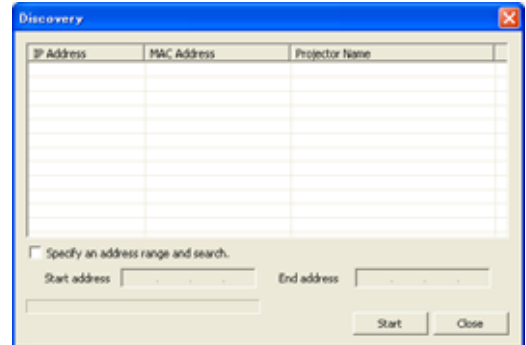 Discovery
IP Address MAC Address Projector Name
Specify an address range and search.
Start address . . . End address . . .
Start Close